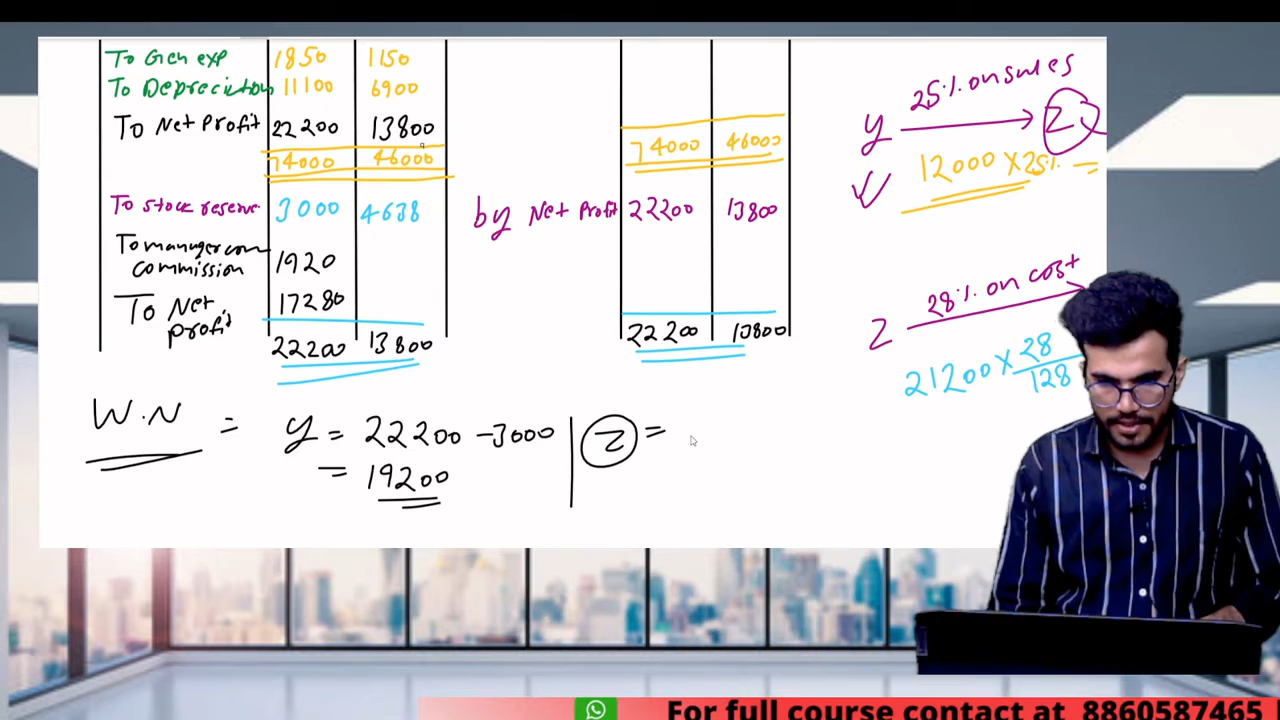 To Gen exp 1850 1150
To Depreciation 11100 6900
To Net Profit 22200 13800
74000 46000 74000 46000
To stock reserve 3000 4638 by Net Profit 22200 13800
To manager com
commission 1920
To Net
profit 17280
22200 13800 22200 13800
y 25% on sales Z
12000 X 25% =
Z 28% on cost
21200 X 28/128
W.N = y = 22200 - 3000 Z =
= 19200
For full course contact at 8860587465